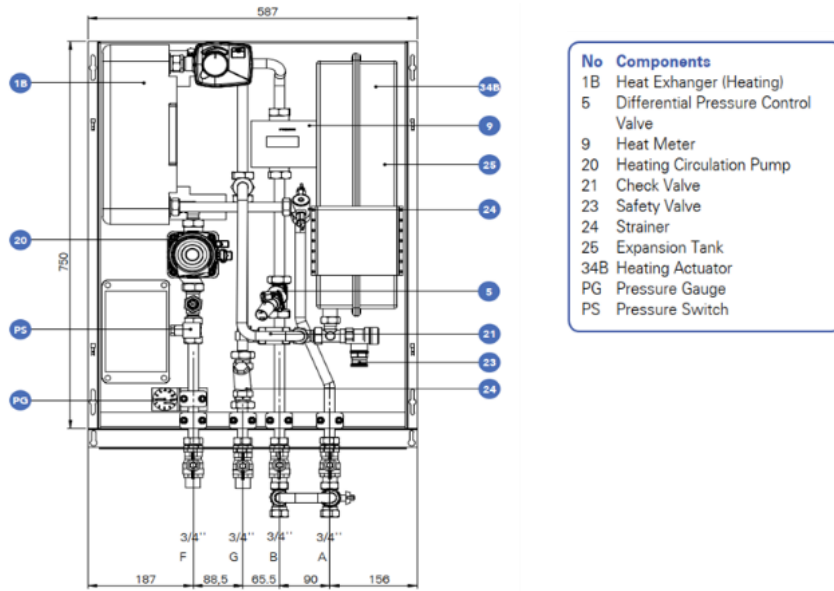 587
1B
34B
9
25
24
20
750
5
PS
21
23
24
PG
3/4'' 3/4'' 3/4'' 3/4''
F G B A
187 88,5 65.5 90 156
No Components
1B Heat Exhanger (Heating)
5 Differential Pressure Control
Valve
9 Heat Meter
20 Heating Circulation Pump
21 Check Valve
23 Safety Valve
24 Strainer
25 Expansion Tank
34B Heating Actuator
PG Pressure Gauge
PS Pressure Switch